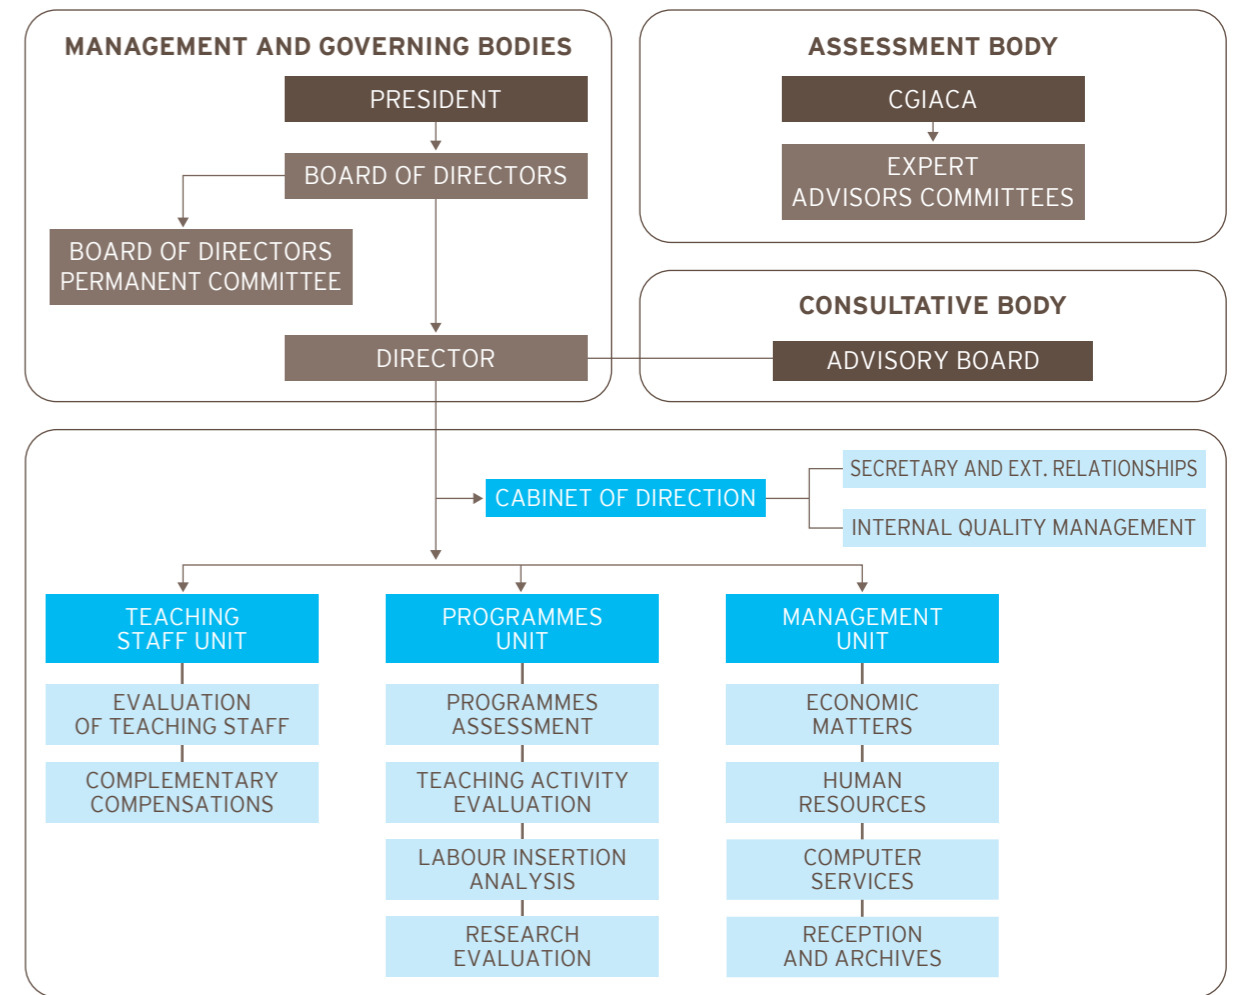 MANAGEMENT AND GOVERNING BODIES
PRESIDENT
BOARD OF DIRECTORS
BOARD OF DIRECTORS
PERMANENT COMMITTEE
DIRECTOR
ASSESSMENT BODY
CGIACA
EXPERT
ADVISORS COMMITTEES
CONSULTATIVE BODY
ADVISORY BOARD
CABINET OF DIRECTION
SECRETARY AND EXT. RELATIONSHIPS
INTERNAL QUALITY MANAGEMENT
TEACHING
STAFF UNIT
EVALUATION
OF TEACHING STAFF
COMPLEMENTARY
COMPENSATIONS
PROGRAMMES
UNIT
PROGRAMMES
ASSESSMENT
TEACHING ACTIVITY
EVALUATION
LABOUR INSERTION
ANALYSIS
RESEARCH
EVALUATION
MANAGEMENT
UNIT
ECONOMIC
MATTERS
HUMAN
RESOURCES
COMPUTER
SERVICES
RECEPTION
AND ARCHIVES